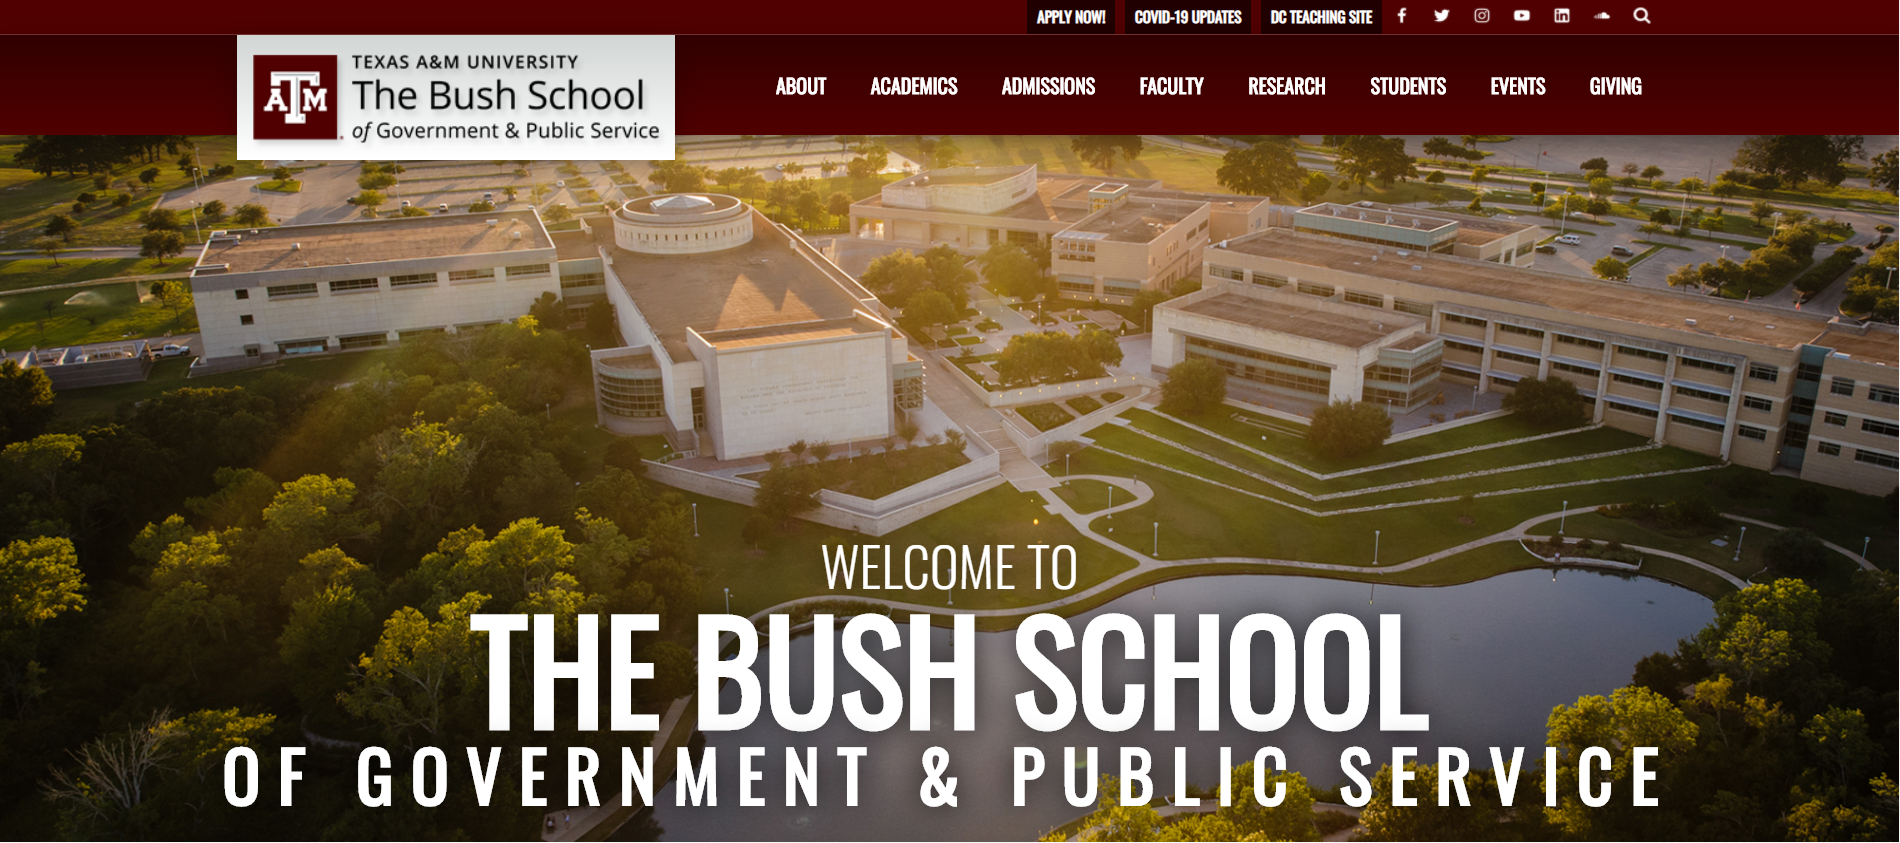 APPLY NOW! COVID-19 UPDATES DC TEACHING SITE
TEXAS A&M UNIVERSITY
The Bush School
of Government & Public Service
ATM
ABOUT ACADEMICS ADMISSIONS FACULTY RESEARCH STUDENTS EVENTS GIVING
WELCOME TO
THE BUSH SCHOOL
OF GOVERNMENT & PUBLIC SERVICE